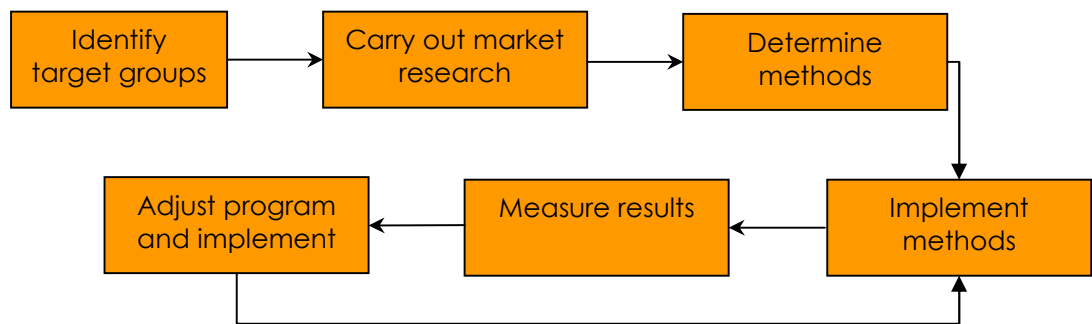 Identify
target groups
Carry out market
research
Determine
methods
Implement
methods
Measure results
Adjust program
and implement